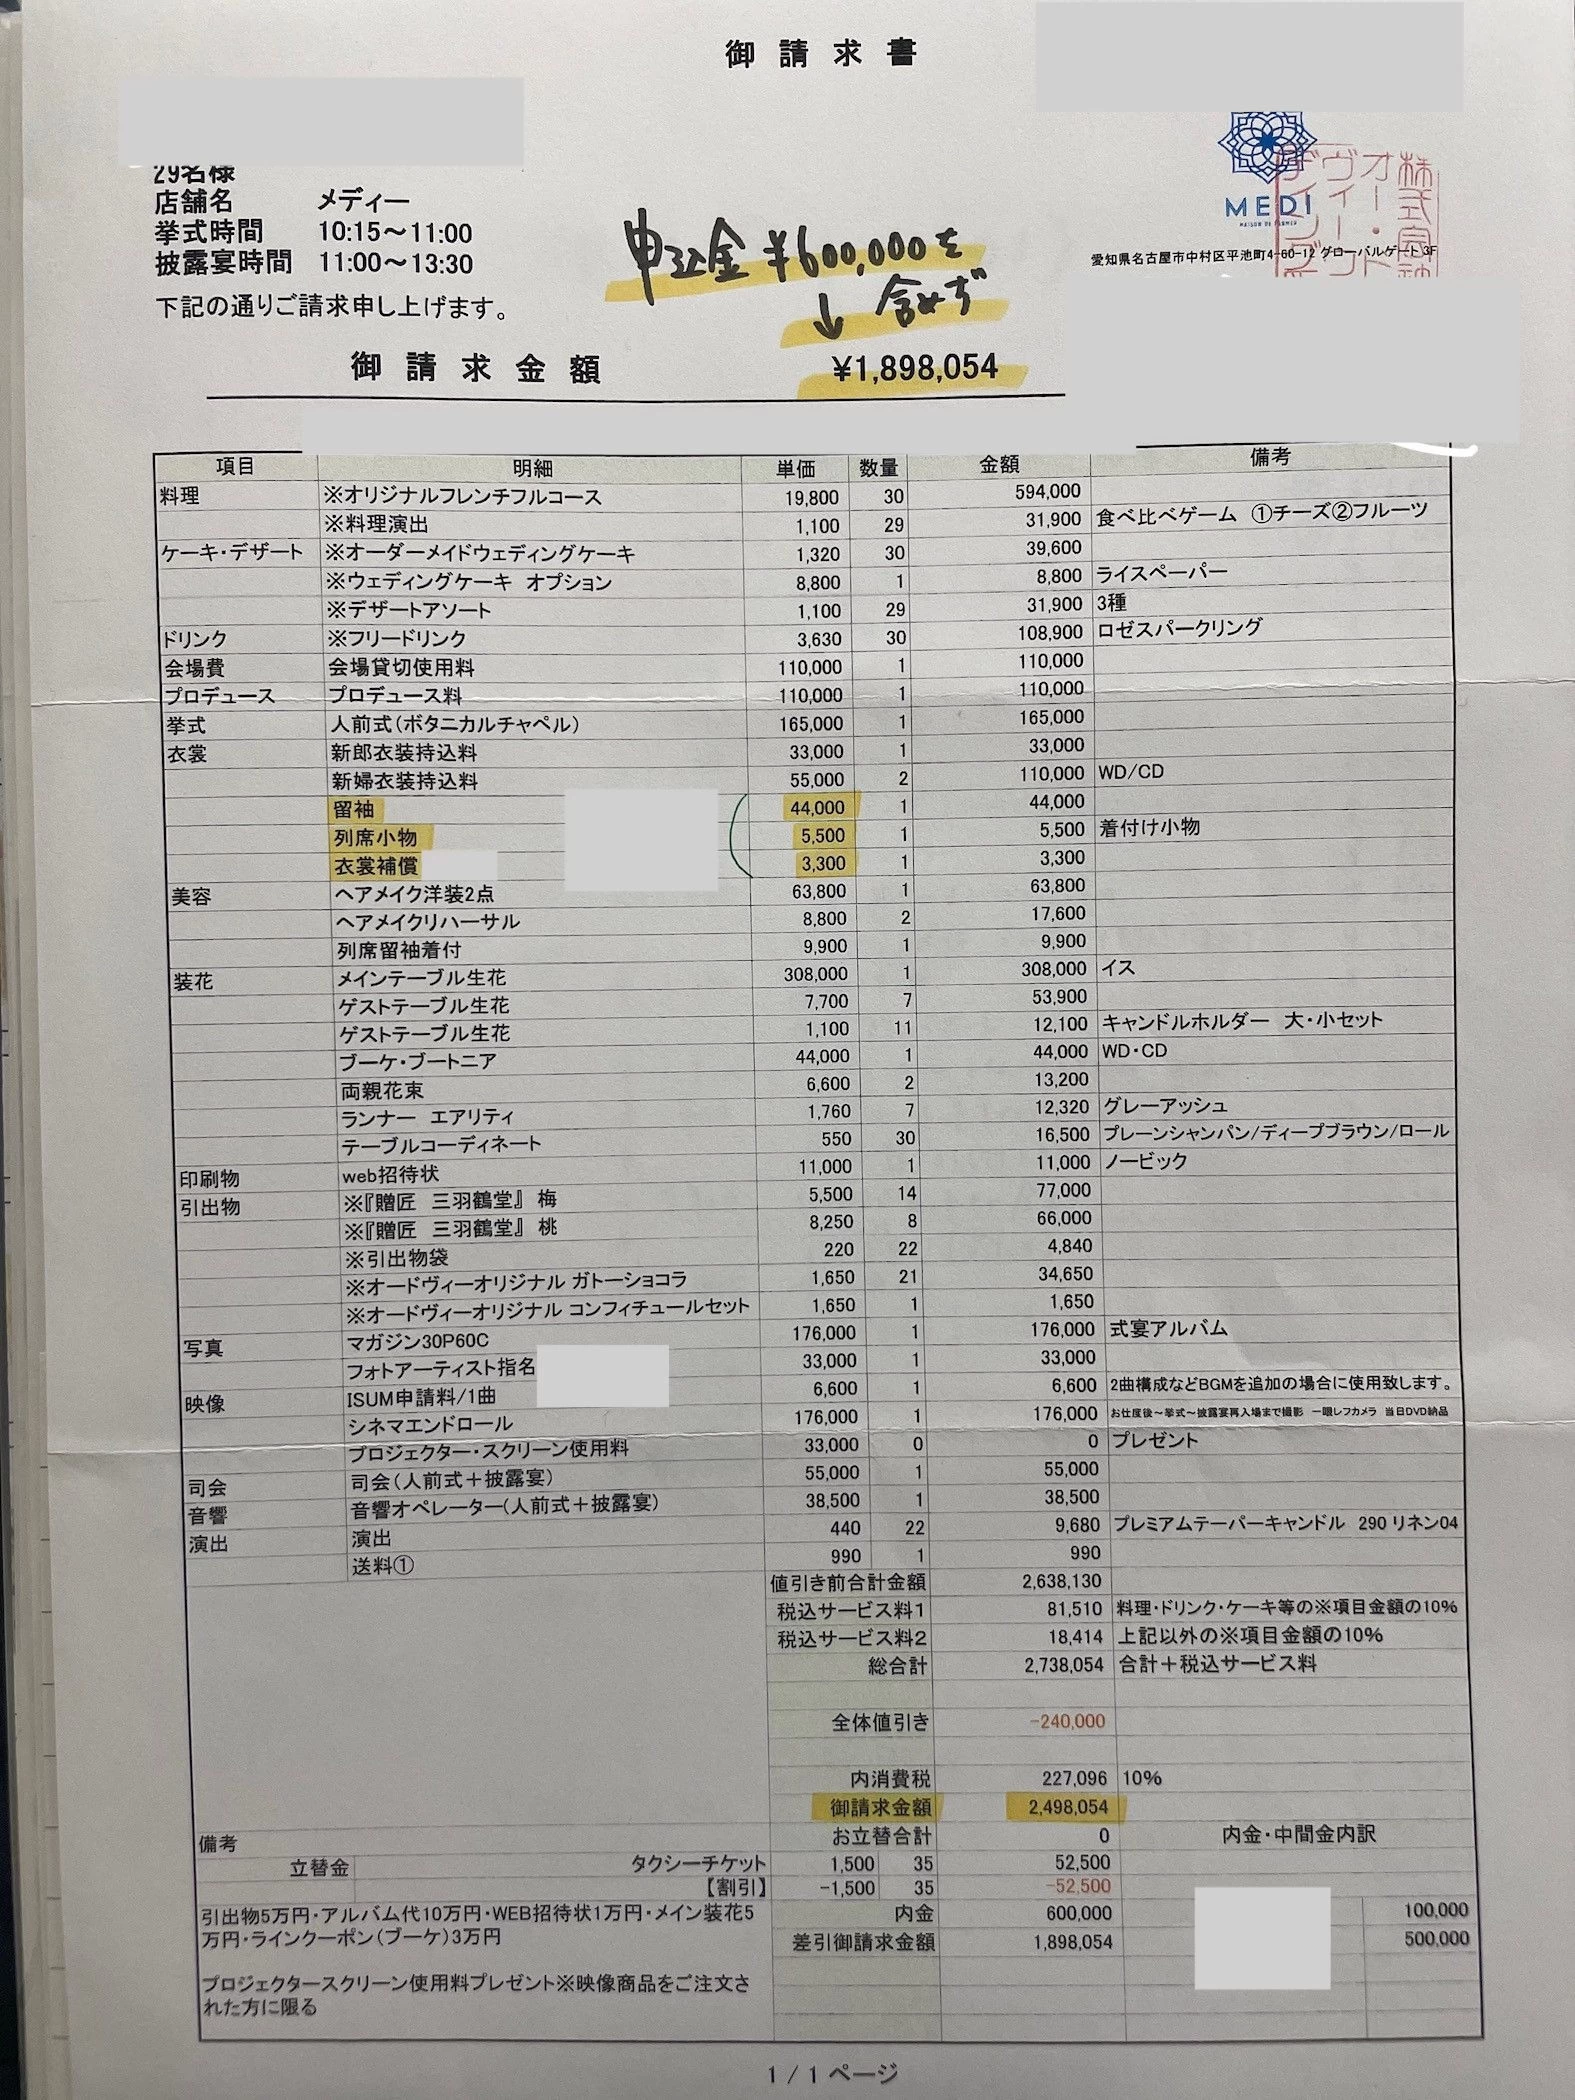 御請求書
29名様
店舗名 メディー
挙式時間 10:15～11:00
披露宴時間 11:00～13:30
下記の通りご請求申し上げます。
MEDI
株式会社
オー・ド
ヴィー・
愛知県名古屋市中村区平池町4-60-12 グローバルゲート 3F
申込金 ¥600,000を
↓ 含めず
御請求金額 ¥1,898,054
項目 明細 単価 数量 金額 備考
料理 ※オリジナルフレンチフルコース 19,800 30 594,000
※料理演出 1,100 29 31,900 食べ比べゲーム ①チーズ②フルーツ
ケーキ・デザート ※オーダーメイドウェディングケーキ 1,320 30 39,600
※ウェディングケーキ オプション 8,800 1 8,800 ライスペーパー
※デザートアソート 1,100 29 31,900 3種
ドリンク ※フリードリンク 3,630 30 108,900 ロゼスパークリング
会場費 会場貸切使用料 110,000 1 110,000
プロデュース プロデュース料 110,000 1 110,000
挙式 人前式(ボタニカルチャペル) 165,000 1 165,000
衣裳 新郎衣装持込料 33,000 1 33,000
新婦衣装持込料 55,000 2 110,000 WD/CD
留袖 44,000 1 44,000
列席小物 5,500 1 5,500 着付け小物
衣裳補償 3,300 1 3,300
美容 ヘアメイク洋装2点 63,800 1 63,800
ヘアメイクリハーサル 8,800 2 17,600
列席留袖着付 9,900 1 9,900
装花 メインテーブル生花 308,000 1 308,000 イス
ゲストテーブル生花 7,700 7 53,900
ゲストテーブル生花 1,100 11 12,100 キャンドルホルダー 大・小セット
ブーケ・ブートニア 44,000 1 44,000 WD・CD
両親花束 6,600 2 13,200
ランナー エアリティ 1,760 7 12,320 グレーアッシュ
テーブルコーディネート 550 30 16,500 プレーンシャンパン/ディープブラウン/ロール
印刷物 web招待状 11,000 1 11,000 ノービック
引出物 ※『贈匠 三羽鶴堂』 梅 5,500 14 77,000
※『贈匠 三羽鶴堂』 桃 8,250 8 66,000
※引出物袋 220 22 4,840
※オードヴィーオリジナル ガトーショコラ 1,650 21 34,650
※オードヴィーオリジナル コンフィチュールセット 1,650 1 1,650
写真 マガジン30P60C 176,000 1 176,000 式宴アルバム
フォトアーティスト指名 33,000 1 33,000
映像 ISUM申請料/1曲 6,600 1 6,600 2曲構成などBGMを追加の場合に使用致します。
シネマエンドロール 176,000 1 176,000 お仕度後～挙式～披露宴再入場まで撮影 一眼レフカメラ 当日DVD納品
プロジェクター・スクリーン使用料 33,000 0 0 プレゼント
司会 司会(人前式＋披露宴) 55,000 1 55,000
音響 音響オペレーター(人前式＋披露宴) 38,500 1 38,500
演出 演出 440 22 9,680 プレミアムテーパーキャンドル 290 リネン04
送料① 990 1 990
値引き前合計金額 2,638,130
税込サービス料1 81,510 料理・ドリンク・ケーキ等の※項目金額の10%
税込サービス料2 18,414 上記以外の※項目金額の10%
総合計 2,738,054 合計＋税込サービス料
全体値引き -240,000
内消費税 227,096 10%
御請求金額 2,498,054
備考 お立替合計 0 内金・中間金内訳
立替金 タクシーチケット 1,500 35 52,500
【割引】 -1,500 35 -52,500
引出物5万円・アルバム代10万円・WEB招待状1万円・メイン装花5 内金 600,000 100,000
万円・ラインクーポン(ブーケ)3万円 差引御請求金額 1,898,054 500,000
プロジェクタースクリーン使用料プレゼント※映像商品をご注文さ
れた方に限る
1 / 1 ページ